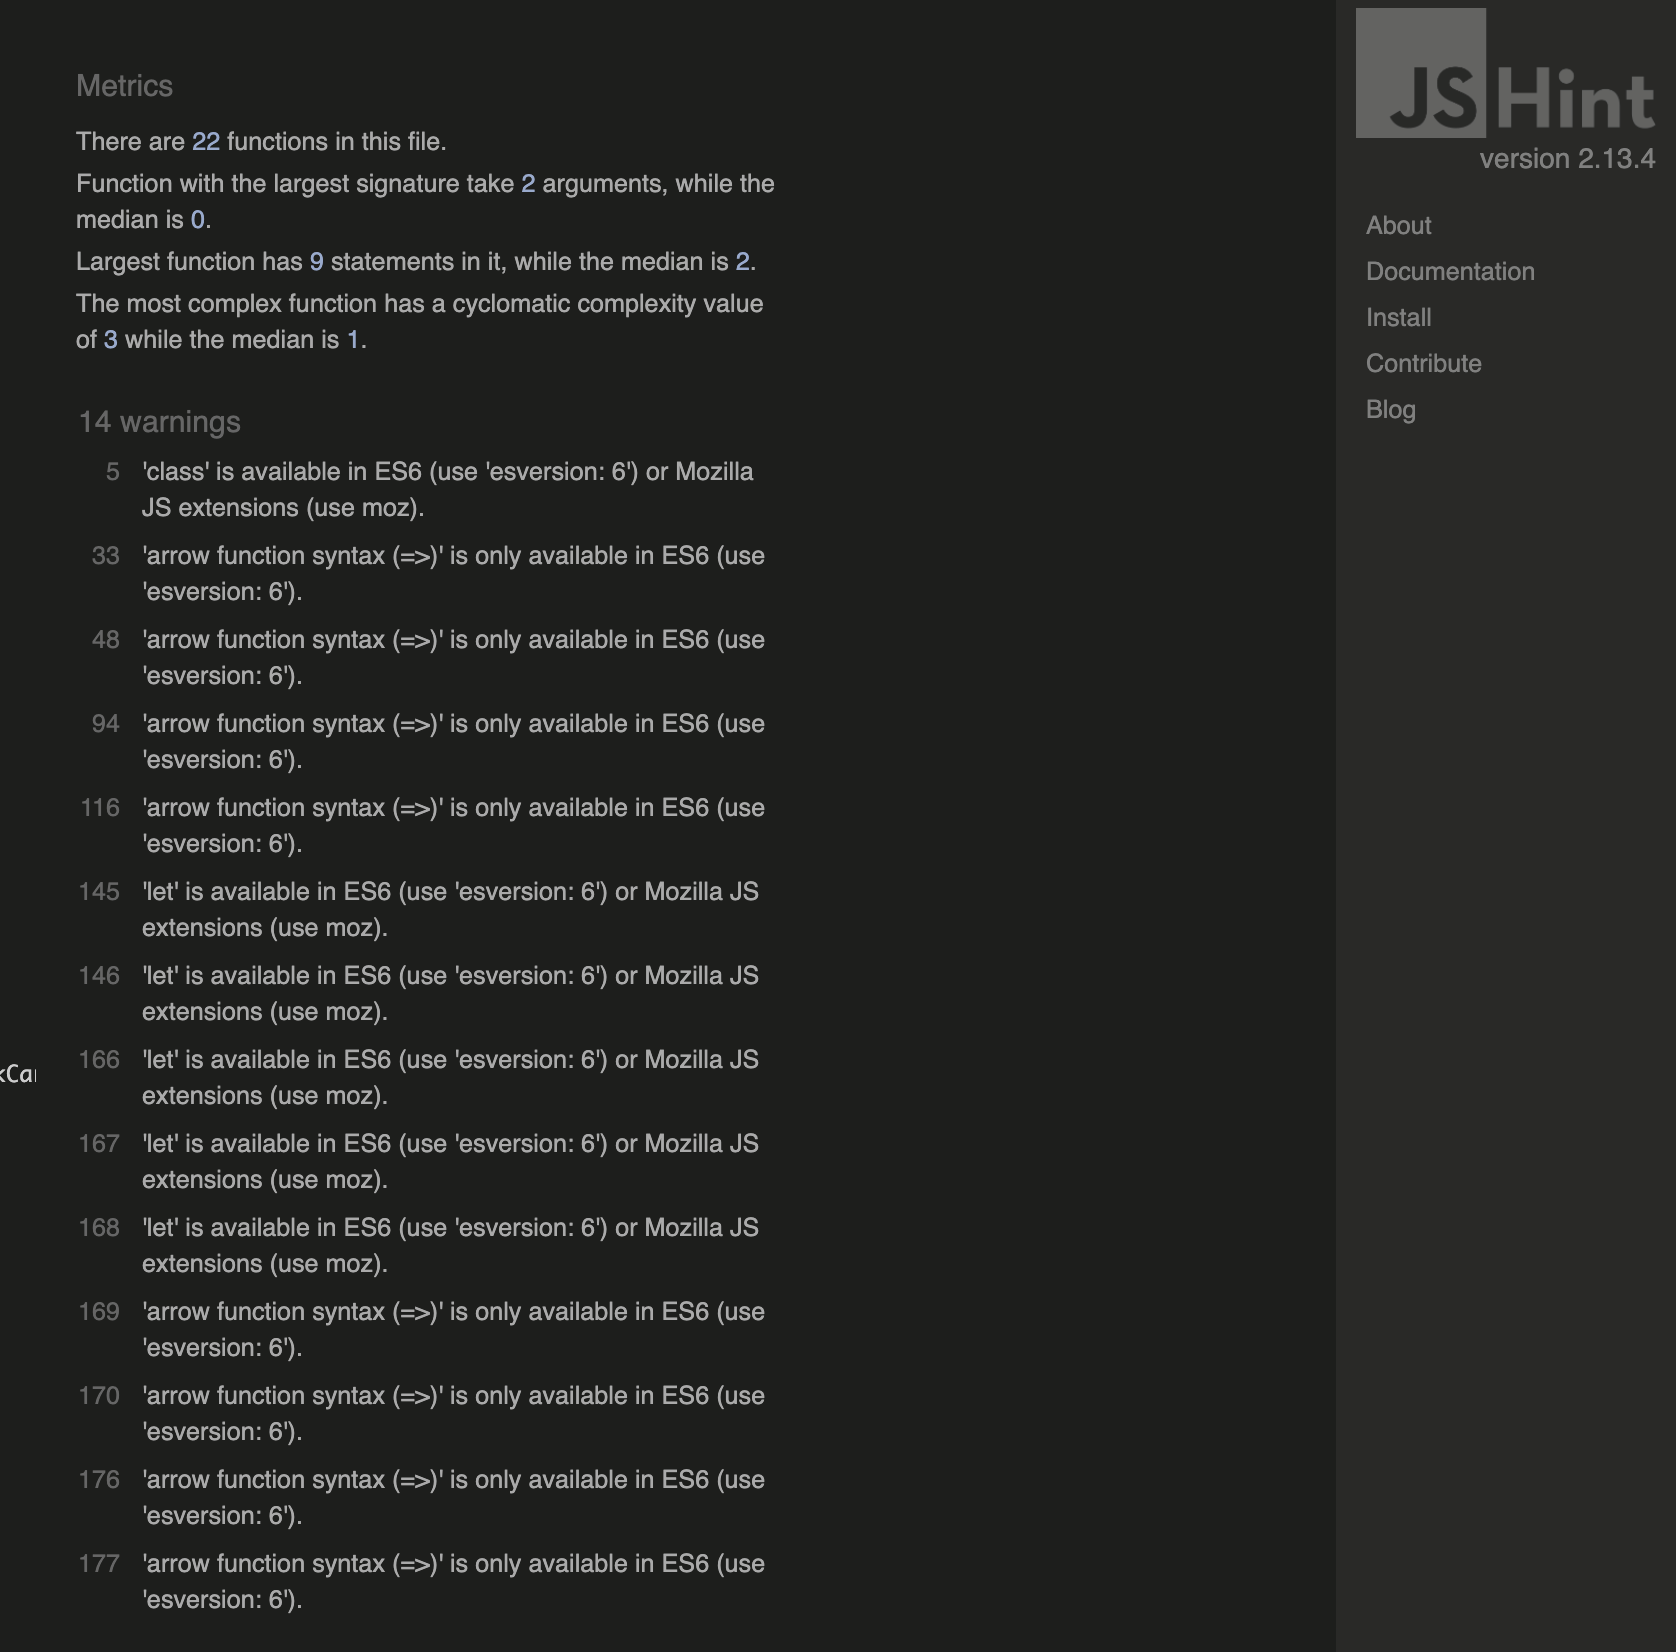 Metrics
There are 22 functions in this file.
Function with the largest signature take 2 arguments, while the
median is 0.
Largest function has 9 statements in it, while the median is 2.
The most complex function has a cyclomatic complexity value
of 3 while the median is 1.
14 warnings
5 'class' is available in ES6 (use 'esversion: 6') or Mozilla
JS extensions (use moz).
33 'arrow function syntax (=>)' is only available in ES6 (use
'esversion: 6').
48 'arrow function syntax (=>)' is only available in ES6 (use
'esversion: 6').
94 'arrow function syntax (=>)' is only available in ES6 (use
'esversion: 6').
116 'arrow function syntax (=>)' is only available in ES6 (use
'esversion: 6').
145 'let' is available in ES6 (use 'esversion: 6') or Mozilla JS
extensions (use moz).
146 'let' is available in ES6 (use 'esversion: 6') or Mozilla JS
extensions (use moz).
166 'let' is available in ES6 (use 'esversion: 6') or Mozilla JS
extensions (use moz).
167 'let' is available in ES6 (use 'esversion: 6') or Mozilla JS
extensions (use moz).
168 'let' is available in ES6 (use 'esversion: 6') or Mozilla JS
extensions (use moz).
169 'arrow function syntax (=>)' is only available in ES6 (use
'esversion: 6').
170 'arrow function syntax (=>)' is only available in ES6 (use
'esversion: 6').
176 'arrow function syntax (=>)' is only available in ES6 (use
'esversion: 6').
177 'arrow function syntax (=>)' is only available in ES6 (use
'esversion: 6').
JSHint
version 2.13.4
About
Documentation
Install
Contribute
Blog